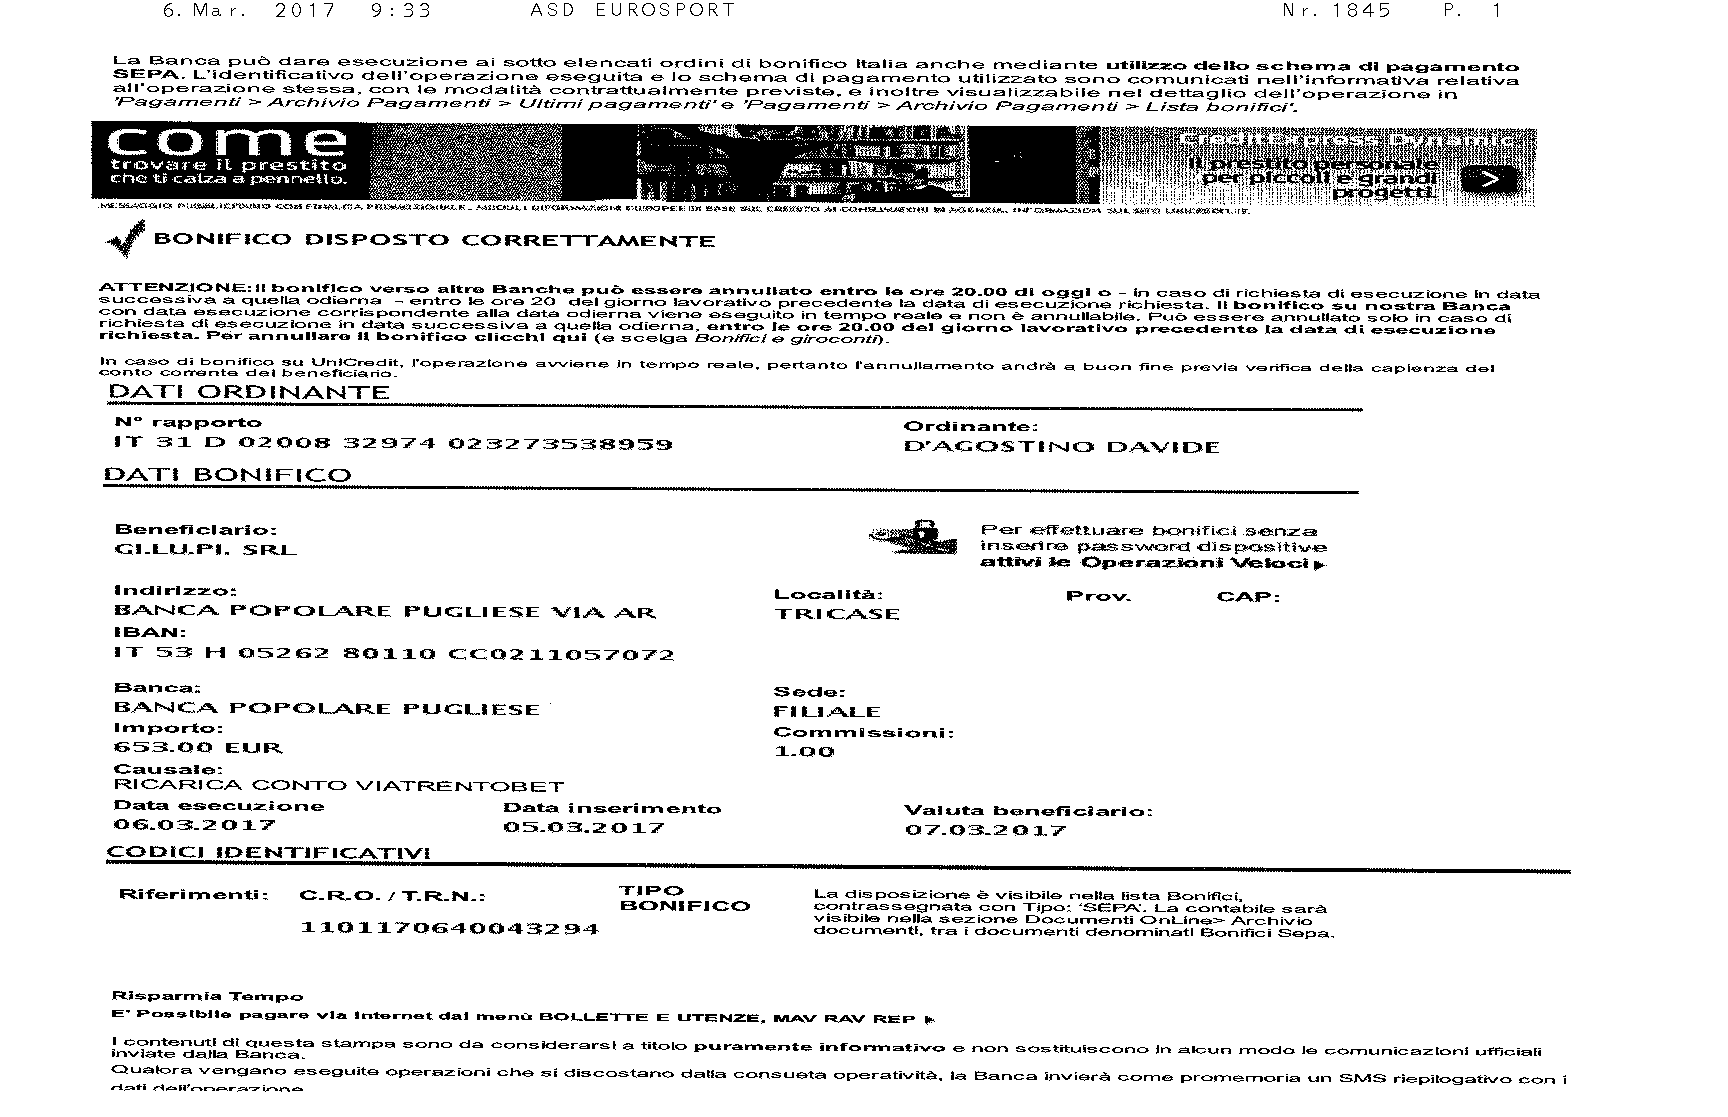 6. Mar. 2017 9:33 ASD EUROSPORT Nr. 1845 P. 1
La Banca può dare esecuzione ai sotto elencati ordini di bonifico Italia anche mediante utilizzo dello schema di pagamento
SEPA. L'identificativo dell'operazione eseguita e lo schema di pagamento utilizzato sono comunicati nell'informativa relativa
all'operazione stessa, con le modalità contrattualmente previste, e inoltre visualizzabile nel dettaglio dell'operazione in
'Pagamenti > Archivio Pagamenti > Ultimi pagamenti' e 'Pagamenti > Archivio Pagamenti > Lista bonifici'.
come
trovare il prestito
che ti calza a pennello.
Il prestito personale
per piccoli e grandi
progetti
>
BONIFICO DISPOSTO CORRETTAMENTE
ATTENZIONE: Il bonifico verso altre Banche può essere annullato entro le ore 20.00 di oggi o - in caso di richiesta di esecuzione in data
successiva a quella odierna - entro le ore 20 del giorno lavorativo precedente la data di esecuzione richiesta. Il bonifico su nostra Banca
con data esecuzione corrispondente alla data odierna viene eseguito in tempo reale e non è annullabile. Può essere annullato solo in caso di
richiesta di esecuzione in data successiva a quella odierna, entro le ore 20.00 del giorno lavorativo precedente la data di esecuzione
richiesta. Per annullare il bonifico clicchi qui (e scelga Bonifici e giroconti).
In caso di bonifico su UniCredit, l'operazione avviene in tempo reale, pertanto l'annullamento andrà a buon fine previa verifica della capienza del
conto corrente del beneficiario.
DATI ORDINANTE
N° rapporto Ordinante:
IT 31 D 02008 32974 023273538959 D'AGOSTINO DAVIDE
DATI BONIFICO
Beneficiario:
GI.LU.PI. SRL
Per effettuare bonifici senza
inserire password dispositive
attivi le Operazioni Veloci
Indirizzo: Località: Prov. CAP:
BANCA POPOLARE PUGLIESE VIA AR TRICASE
IBAN:
IT 53 H 05262 80110 CC0211057072
Banca: Sede:
BANCA POPOLARE PUGLIESE FILIALE
Importo: Commissioni:
653.00 EUR 1.00
Causale:
RICARICA CONTO VIATRENTOBET
Data esecuzione Data inserimento Valuta beneficiario:
06.03.2017 05.03.2017 07.03.2017
CODICI IDENTIFICATIVI
Riferimenti: C.R.O. / T.R.N.: TIPO BONIFICO
1101170640043294
La disposizione è visibile nella lista Bonifici,
contrassegnata con Tipo: 'SEPA'. La contabile sarà
visibile nella sezione Documenti OnLine> Archivio
documenti, tra i documenti denominati Bonifici Sepa.
Risparmia Tempo
E' Possibile pagare via Internet dal menù BOLLETTE E UTENZE, MAV RAV REP
I contenuti di questa stampa sono da considerarsi a titolo puramente informativo e non sostituiscono in alcun modo le comunicazioni ufficiali
inviate dalla Banca.
Qualora vengano eseguite operazioni che si discostano dalla consueta operatività, la Banca invierà come promemoria un SMS riepilogativo con i
dati dell'operazione